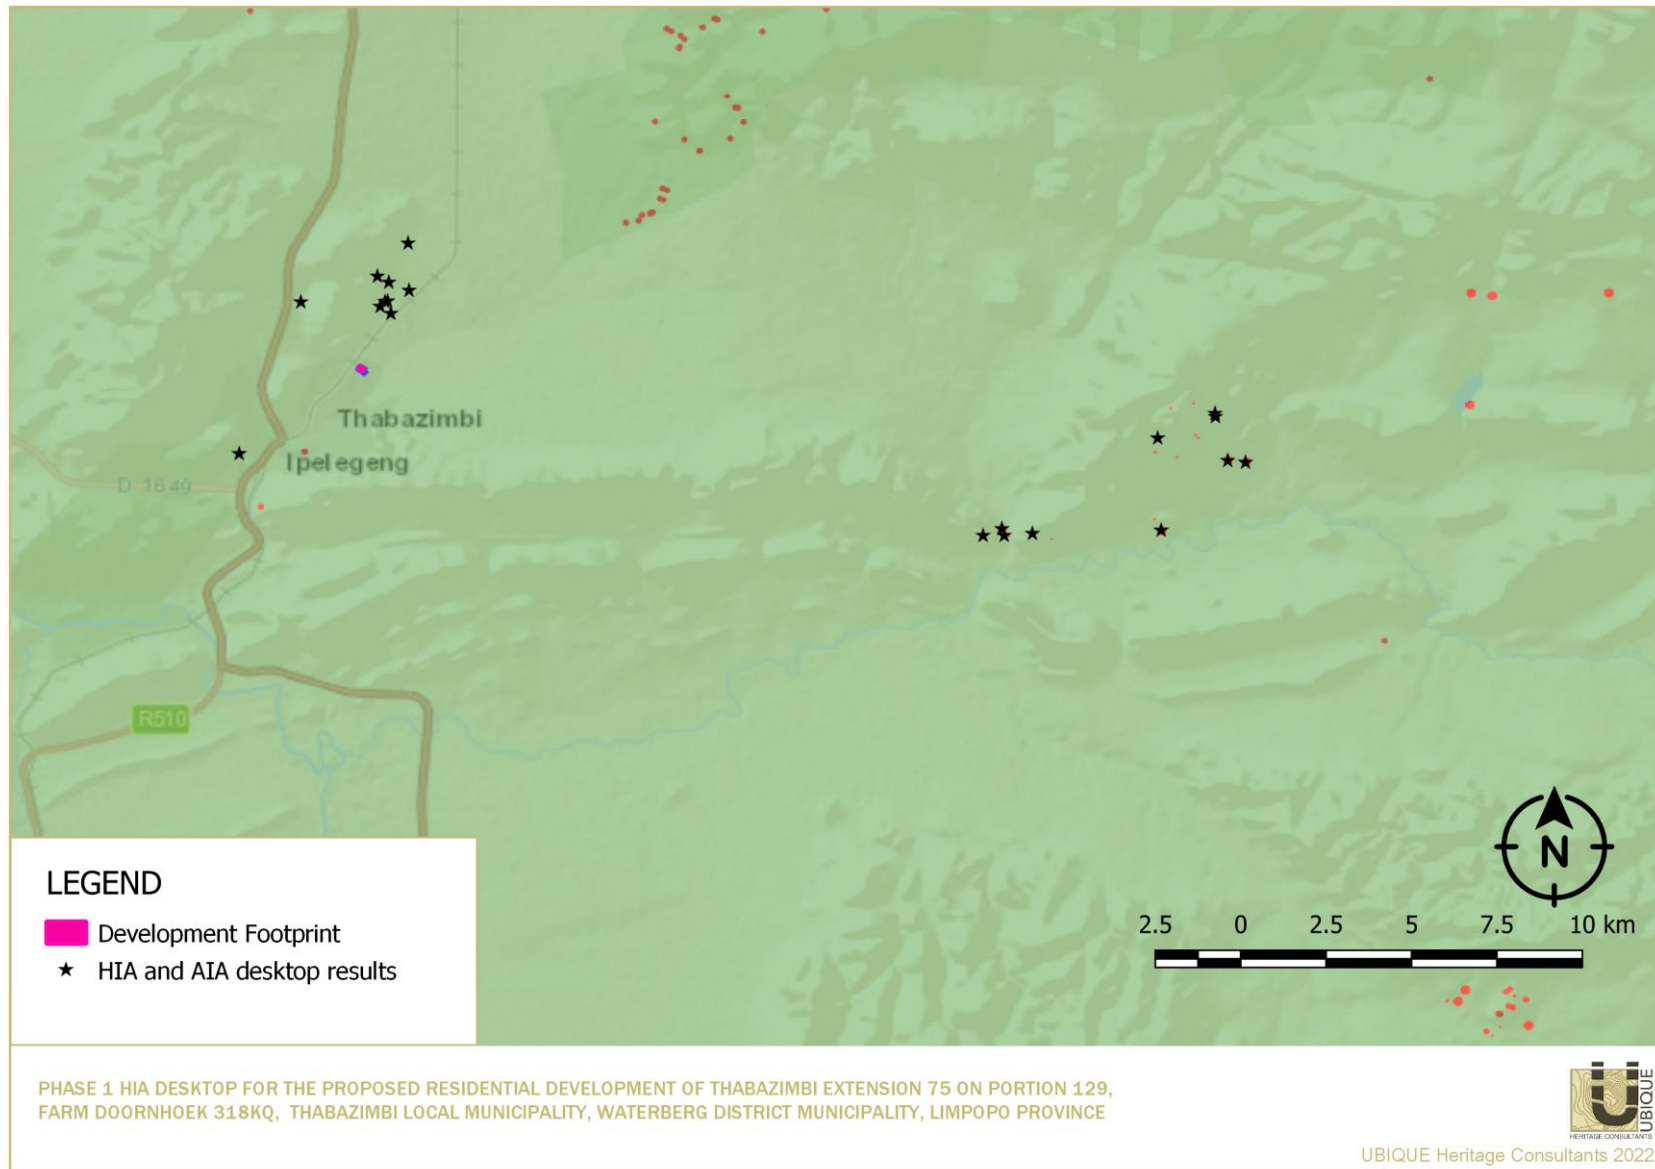 Thabazimbi
Ipelegeng
D 1649
R510
N
2.5 0 2.5 5 7.5 10 km
LEGEND
Development Footprint
HIA and AIA desktop results
PHASE 1 HIA DESKTOP FOR THE PROPOSED RESIDENTIAL DEVELOPMENT OF THABAZIMBI EXTENSION 75 ON PORTION 129,
FARM DOORNHOEK 318KQ, THABAZIMBI LOCAL MUNICIPALITY, WATERBERG DISTRICT MUNICIPALITY, LIMPOPO PROVINCE
U
UBIQUE
HERITAGE CONSULTANTS
UBIQUE Heritage Consultants 2022